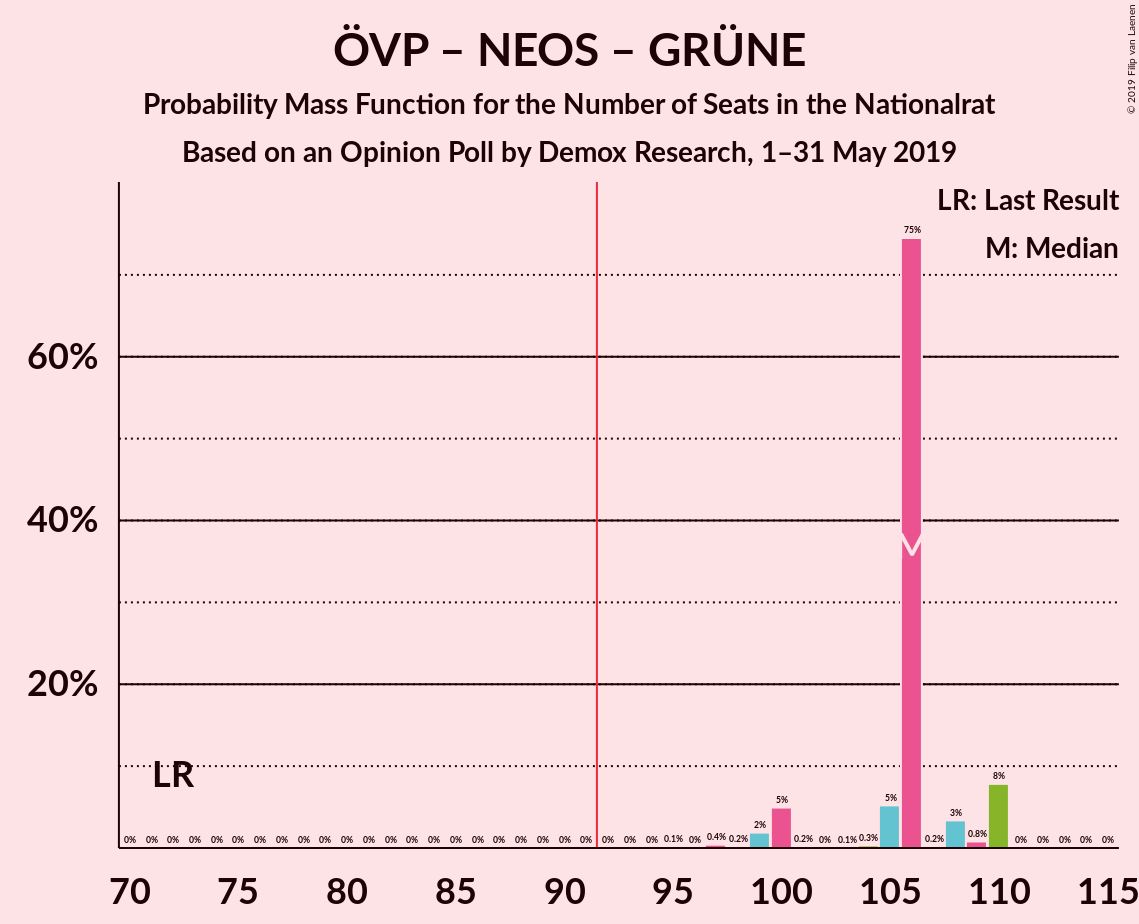 ÖVP – NEOS – GRÜNE
Probability Mass Function for the Number of Seats in the Nationalrat
Based on an Opinion Poll by Demox Research, 1–31 May 2019
© 2019 Filip van Laenen
LR: Last Result
M: Median
75%
60%
40%
20%
LR
0% 0% 0% 0% 0% 0% 0% 0% 0% 0% 0% 0% 0% 0% 0% 0% 0% 0% 0% 0% 0% 0% 0% 0% 0% 0.1% 0% 0.4% 0.2% 2% 5% 0.2% 0% 0.1% 0.3% 5% 0.2% 3% 0.8% 8% 0% 0% 0% 0% 0%
70 75 80 85 90 95 100 105 110 115